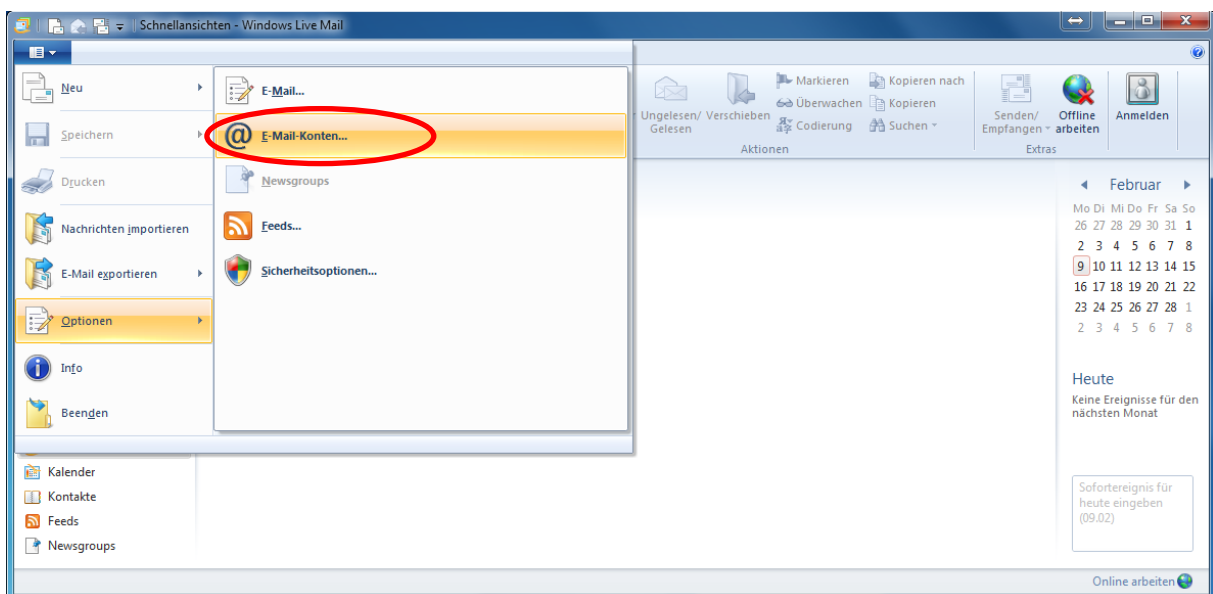 Schnellansichten - Windows Live Mail
Neu
Speichern
Drucken
Nachrichten importieren
E-Mail exportieren
Optionen
Info
Beenden
E-Mail...
E-Mail-Konten...
Newsgroups
Feeds...
Sicherheitsoptionen...
Ungelesen/
Gelesen
Verschieben
Markieren
Überwachen
Codierung
Kopieren nach
Kopieren
Suchen
Aktionen
Senden/
Empfangen
Offline
arbeiten
Extras
Anmelden
Februar
Mo Di Mi Do Fr Sa So
26 27 28 29 30 31 1
2 3 4 5 6 7 8
9 10 11 12 13 14 15
16 17 18 19 20 21 22
23 24 25 26 27 28 1
2 3 4 5 6 7 8
Heute
Keine Ereignisse für den
nächsten Monat
Sofortereignis für
heute eingeben
(09.02)
Kalender
Kontakte
Feeds
Newsgroups
Online arbeiten